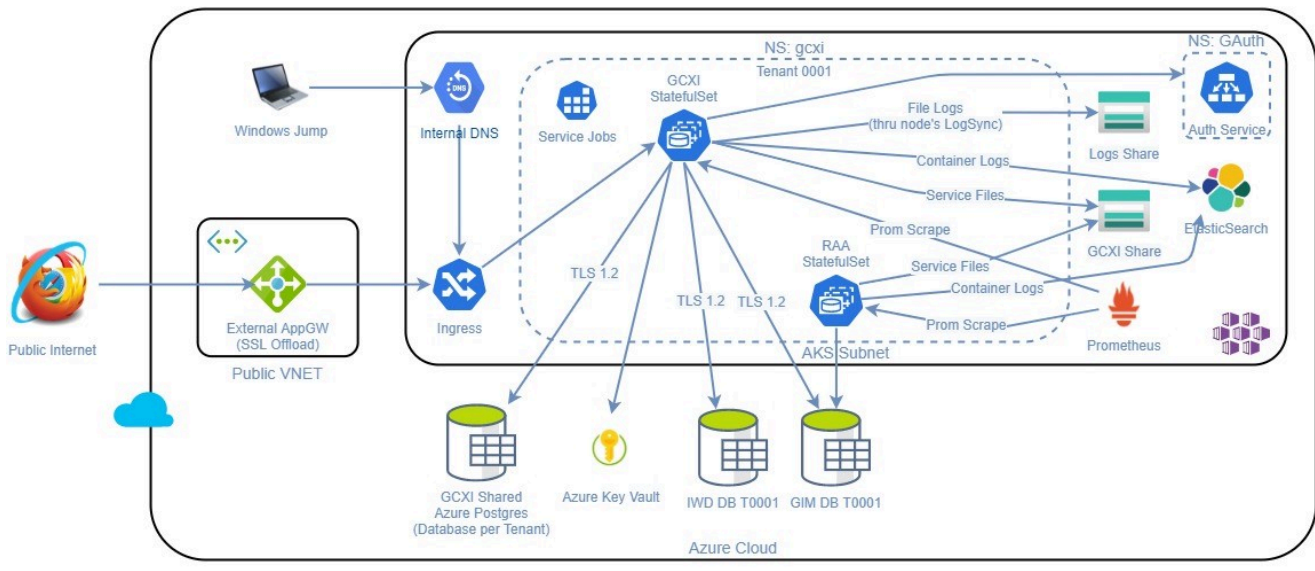 NS: gcxi
NS: GAuth
GCXI
StatefulSet
Tenant 0001
DNS
Windows Jump
Internal DNS
Service Jobs
File Logs
(thru node's LogSync)
Logs Share
Auth Service
Container Logs
Service Files
ElasticSearch
Prom Scrape
GCXI Share
RAA
StatefulSet
Service Files
TLS 1.2
Container Logs
TLS 1.2
TLS 1.2
Ingress
External AppGW
(SSL Offload)
Prom Scrape
Prometheus
Public Internet
AKS Subnet
Public VNET
GCXI Shared
Azure Postgres
(Database per Tenant)
Azure Key Vault
IWD DB T0001
GIM DB T0001
Azure Cloud